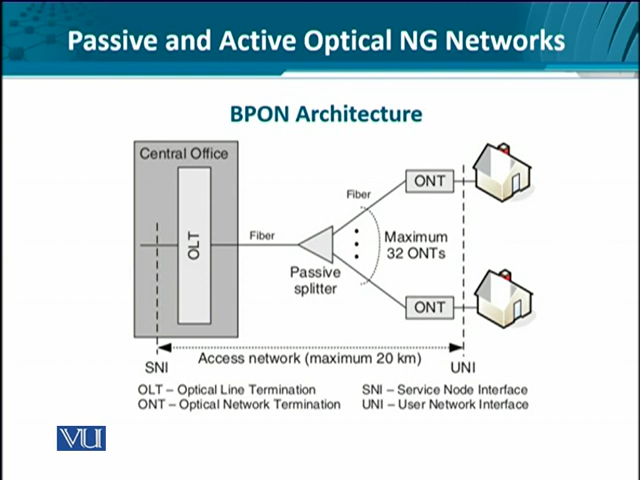 Passive and Active Optical NG Networks
BPON Architecture
Central Office
OLT
Fiber
Passive
splitter
Fiber
Maximum
32 ONTs
ONT
ONT
Access network (maximum 20 km)
SNI
UNI
OLT – Optical Line Termination
ONT – Optical Network Termination
SNI – Service Node Interface
UNI – User Network Interface
VU